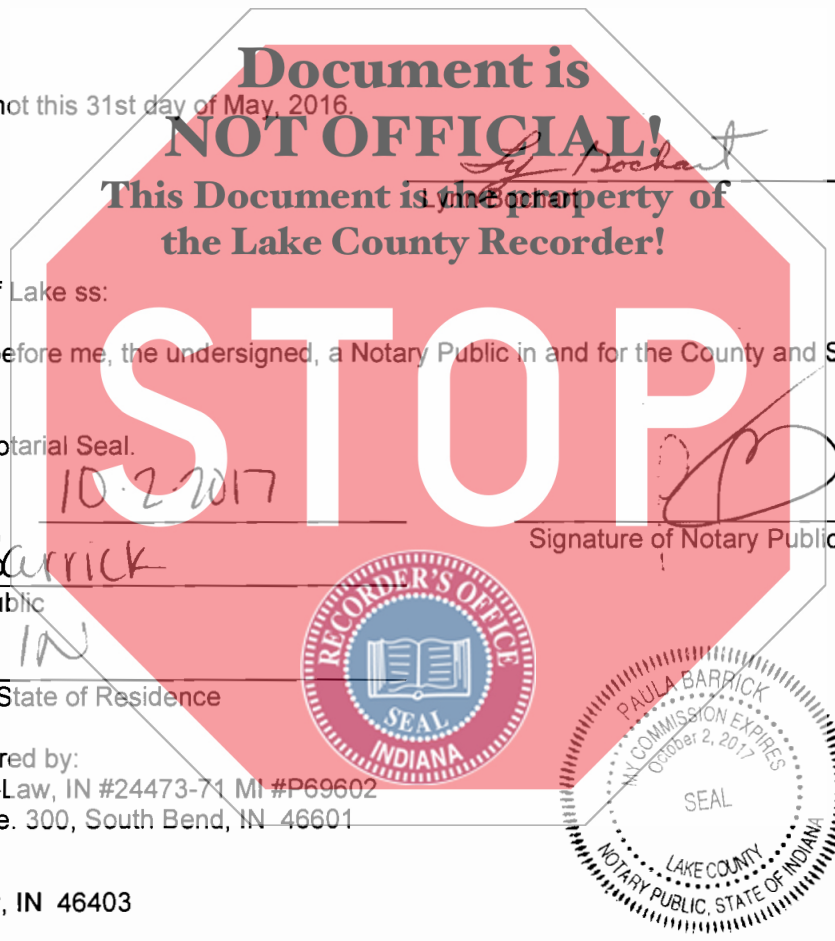 Document is
not this 31st day of May, 2016.
NOT OFFICIAL!
Lynn Bochart
This Document is the property of
the Lake County Recorder!
Lake ss:
STOP
before me, the undersigned, a Notary Public in and for the County and S
otarial Seal.
10-2-2017
Signature of Notary Public
Barrick
ublic
IN
State of Residence
RECORDER'S OFFICE
SEAL
INDIANA
PAULA BARRICK
MY COMMISSION EXPIRES
October 2, 2017
SEAL
LAKE COUNTY
NOTARY PUBLIC, STATE OF INDIANA
red by:
Law, IN #24473-71 MI #P69602
e. 300, South Bend, IN 46601
, IN 46403